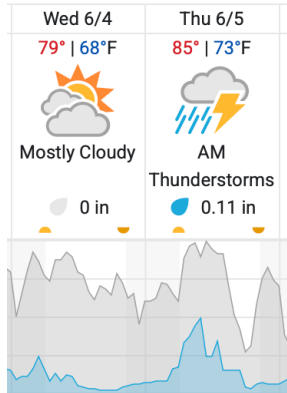 Wed 6/4
79° | 68°F
Mostly Cloudy
0 in
Thu 6/5
85° | 73°F
AM
Thunderstorms
0.11 in